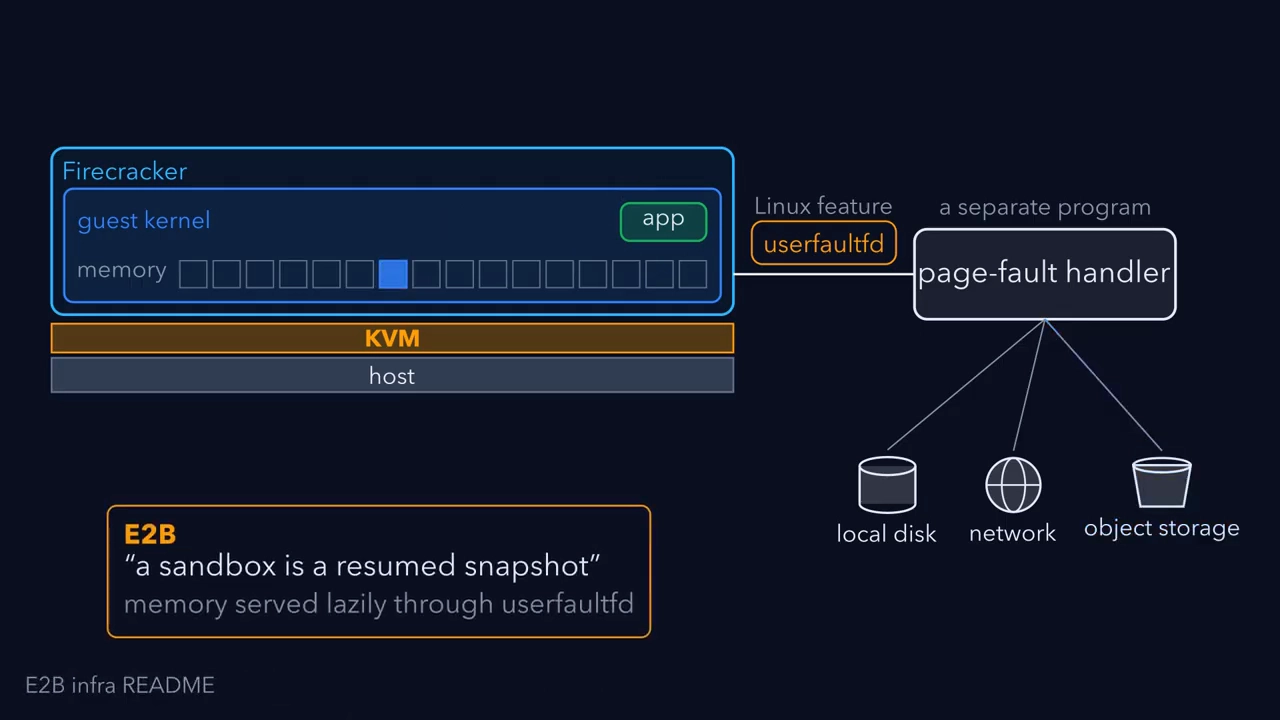 Firecracker
guest kernel
app
memory
KVM
host
Linux feature
userfaultfd
a separate program
page-fault handler
local disk
network
object storage
E2B
“a sandbox is a resumed snapshot”
memory served lazily through userfaultfd
E2B infra README